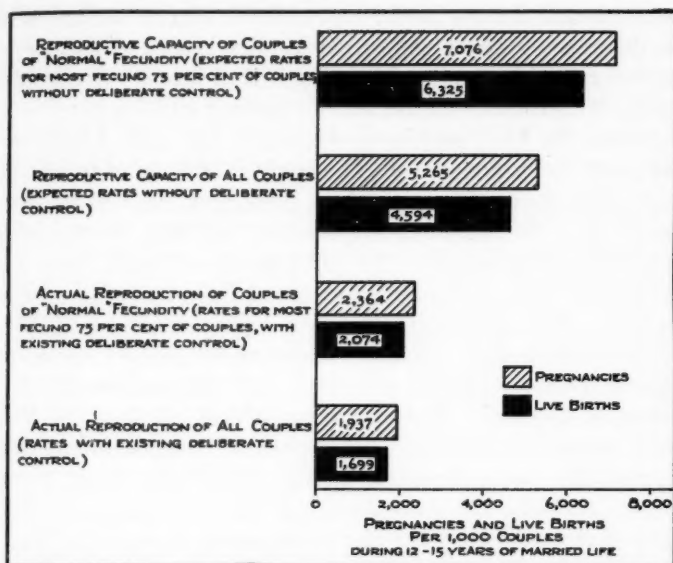 REPRODUCTIVE CAPACITY OF COUPLES
OF "NORMAL" FECUNDITY (EXPECTED RATES
FOR MOST FECUND 75 PER CENT OF COUPLES
WITHOUT DELIBERATE CONTROL)
7,076
6,325
REPRODUCTIVE CAPACITY OF ALL COUPLES
(EXPECTED RATES WITHOUT DELIBERATE
CONTROL)
5,265
4,594
ACTUAL REPRODUCTION OF COUPLES
OF "NORMAL" FECUNDITY (RATES FOR MOST
FECUND 75 PER CENT OF COUPLES, WITH
EXISTING DELIBERATE CONTROL)
2,364
2,074
PREGNANCIES
LIVE BIRTHS
ACTUAL REPRODUCTION OF ALL COUPLES
(RATES WITH EXISTING DELIBERATE
CONTROL)
1,937
1,699
0 2,000 4,000 6,000 8,000
PREGNANCIES AND LIVE BIRTHS
PER 1,000 COUPLES
DURING 12-15 YEARS OF MARRIED LIFE